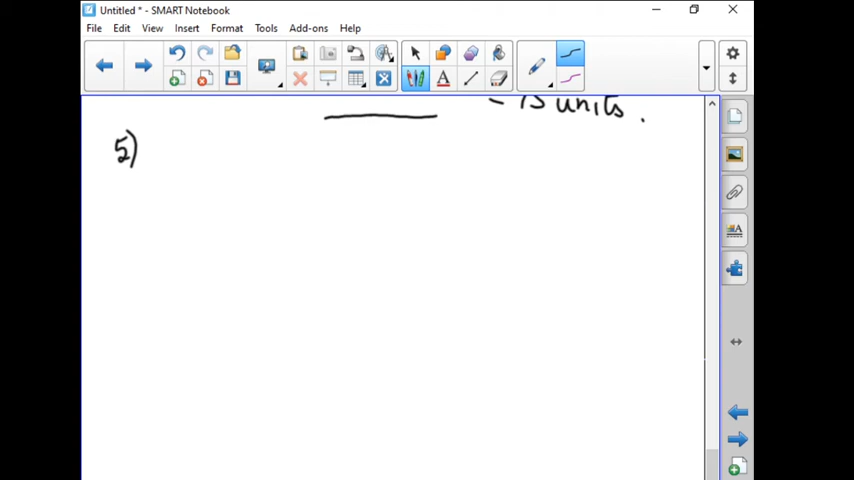 Untitled * - SMART Notebook
File Edit View Insert Format Tools Add-ons Help
units.
5)